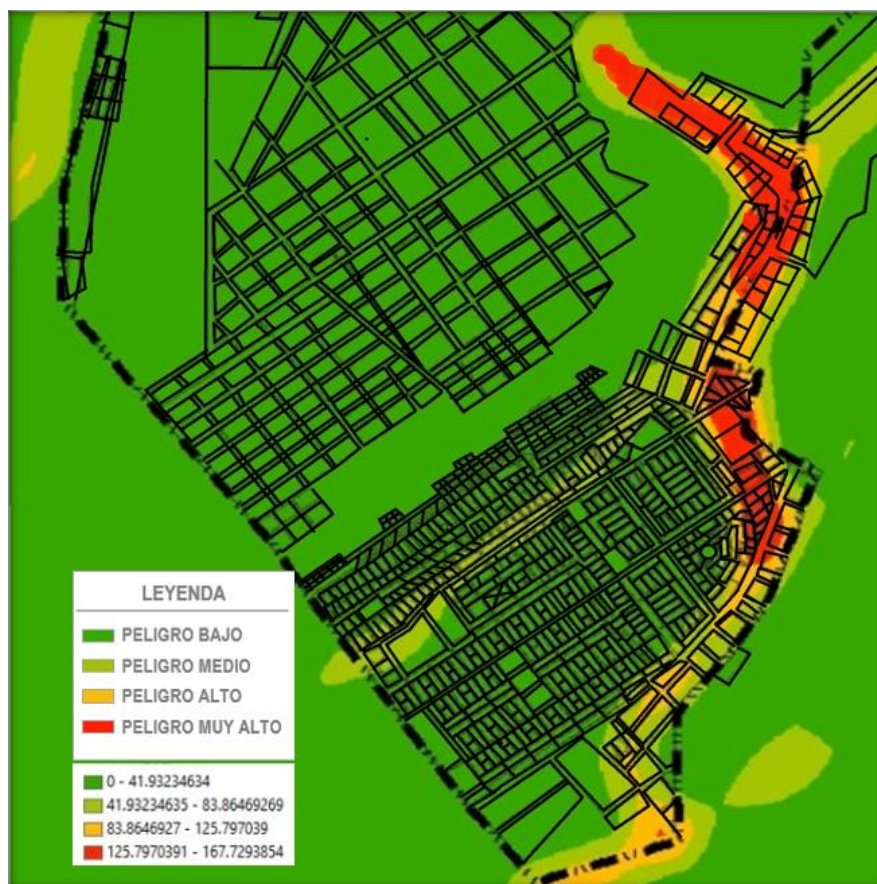 LEYENDA
PELIGRO BAJO
PELIGRO MEDIO
PELIGRO ALTO
PELIGRO MUY ALTO
0 - 41.93234634
41.93234635 - 83.86469269
83.8646927 - 125.797039
125.7970391 - 167.7293854